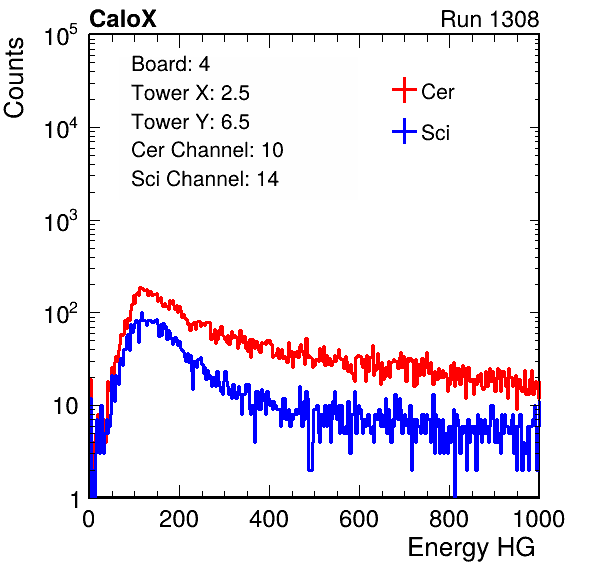 CaloX Run 1308
Counts
Board: 4
Tower X: 2.5
Tower Y: 6.5
Cer Channel: 10
Sci Channel: 14
Cer
Sci
10^5
10^4
10^3
10^2
10
1
0 200 400 600 800 1000
Energy HG